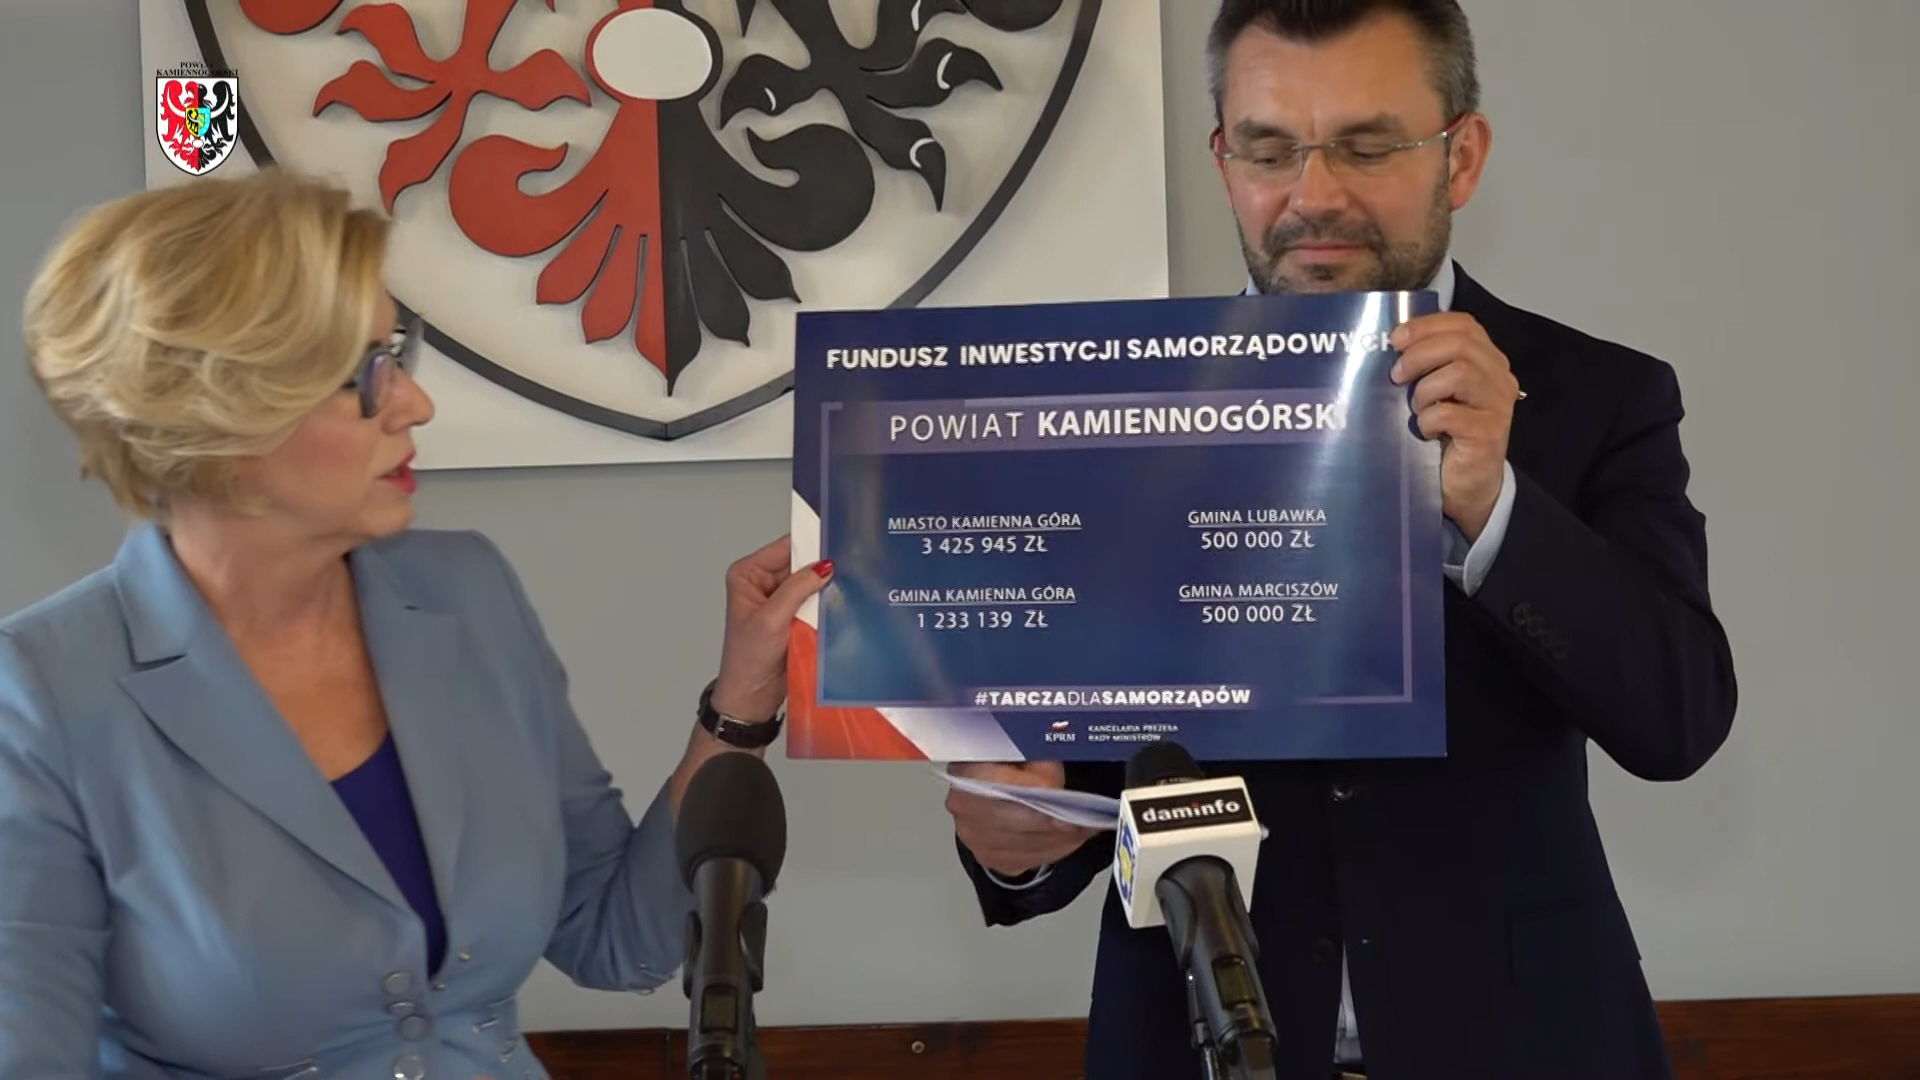 POWIAT
KAMIENNOGÓRSKI
FUNDUSZ INWESTYCJI SAMORZĄDOWYCH
POWIAT KAMIENNOGÓRSKI
MIASTO KAMIENNA GÓRA
3 425 945 ZŁ
GMINA LUBAWKA
500 000 ZŁ
GMINA KAMIENNA GÓRA
1 233 139 ZŁ
GMINA MARCISZÓW
500 000 ZŁ
#TARCZADLASAMORZĄDÓW
KPRM
KANCELARIA PREZESA
RADY MINISTRÓW
daminfo